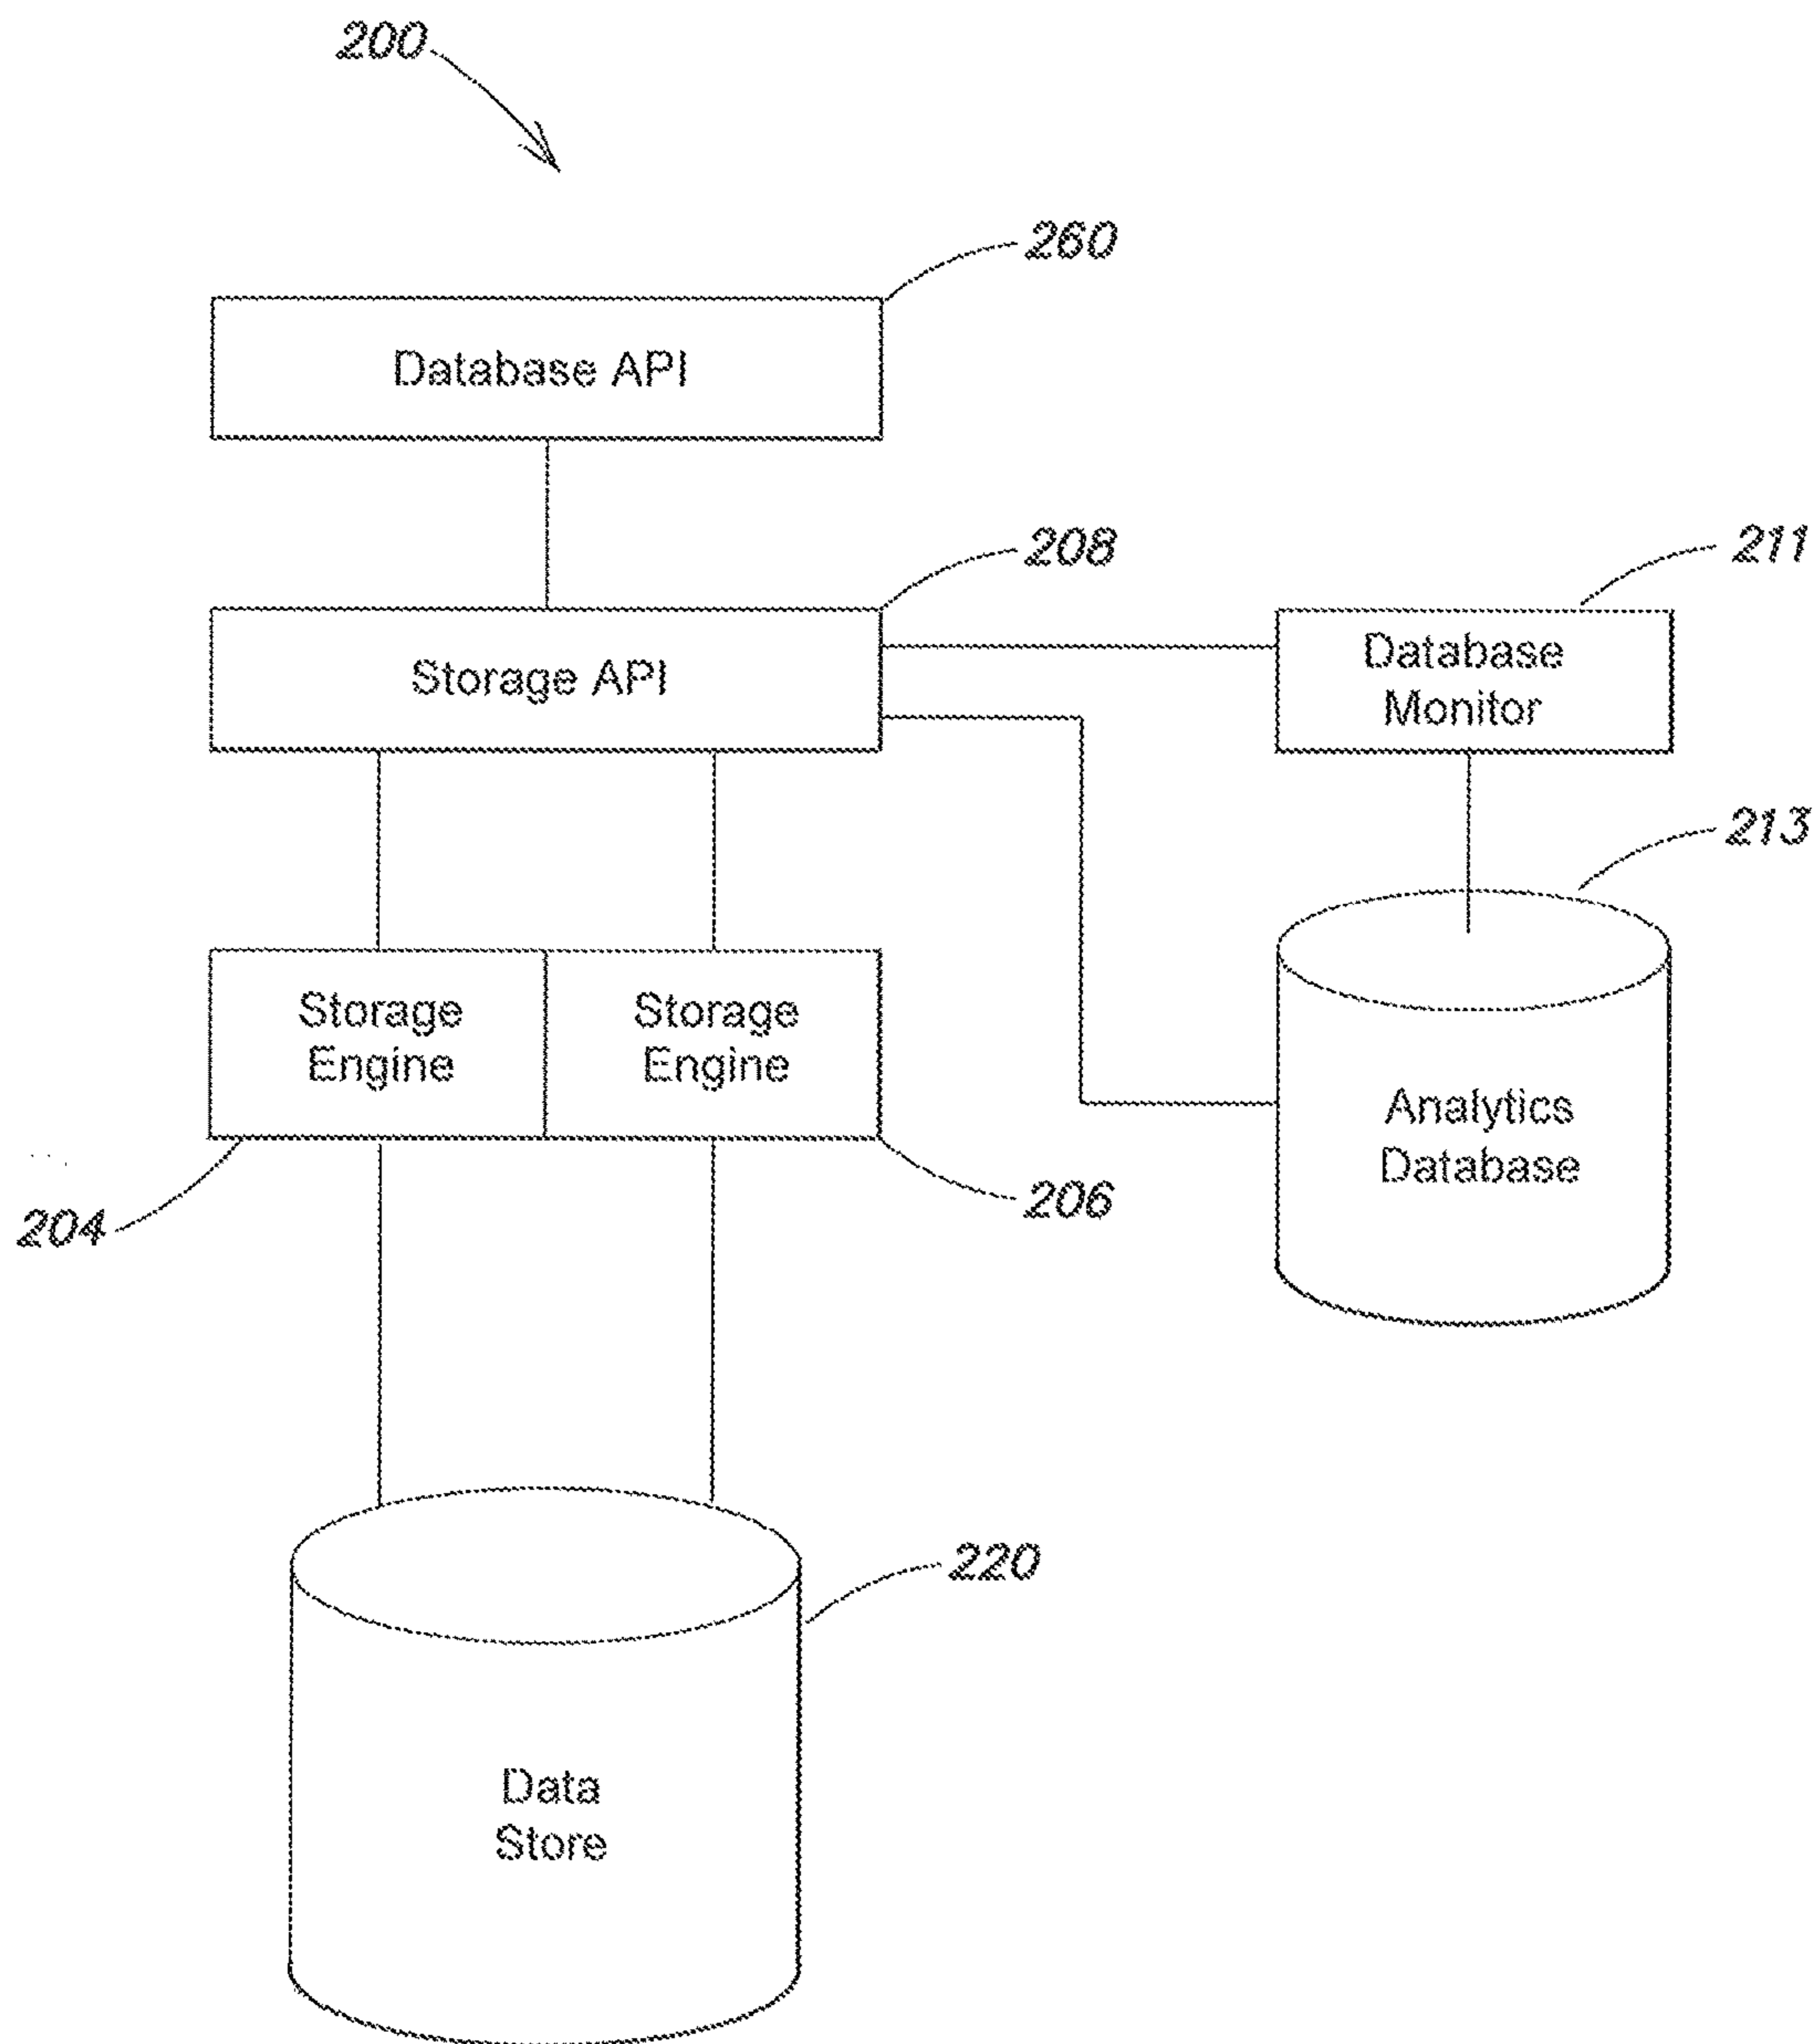 200
260
Database API
208
211
Storage API
Database
Monitor
213
Storage
Engine
Storage
Engine
Analytics
Database
204
206
220
Data
Store